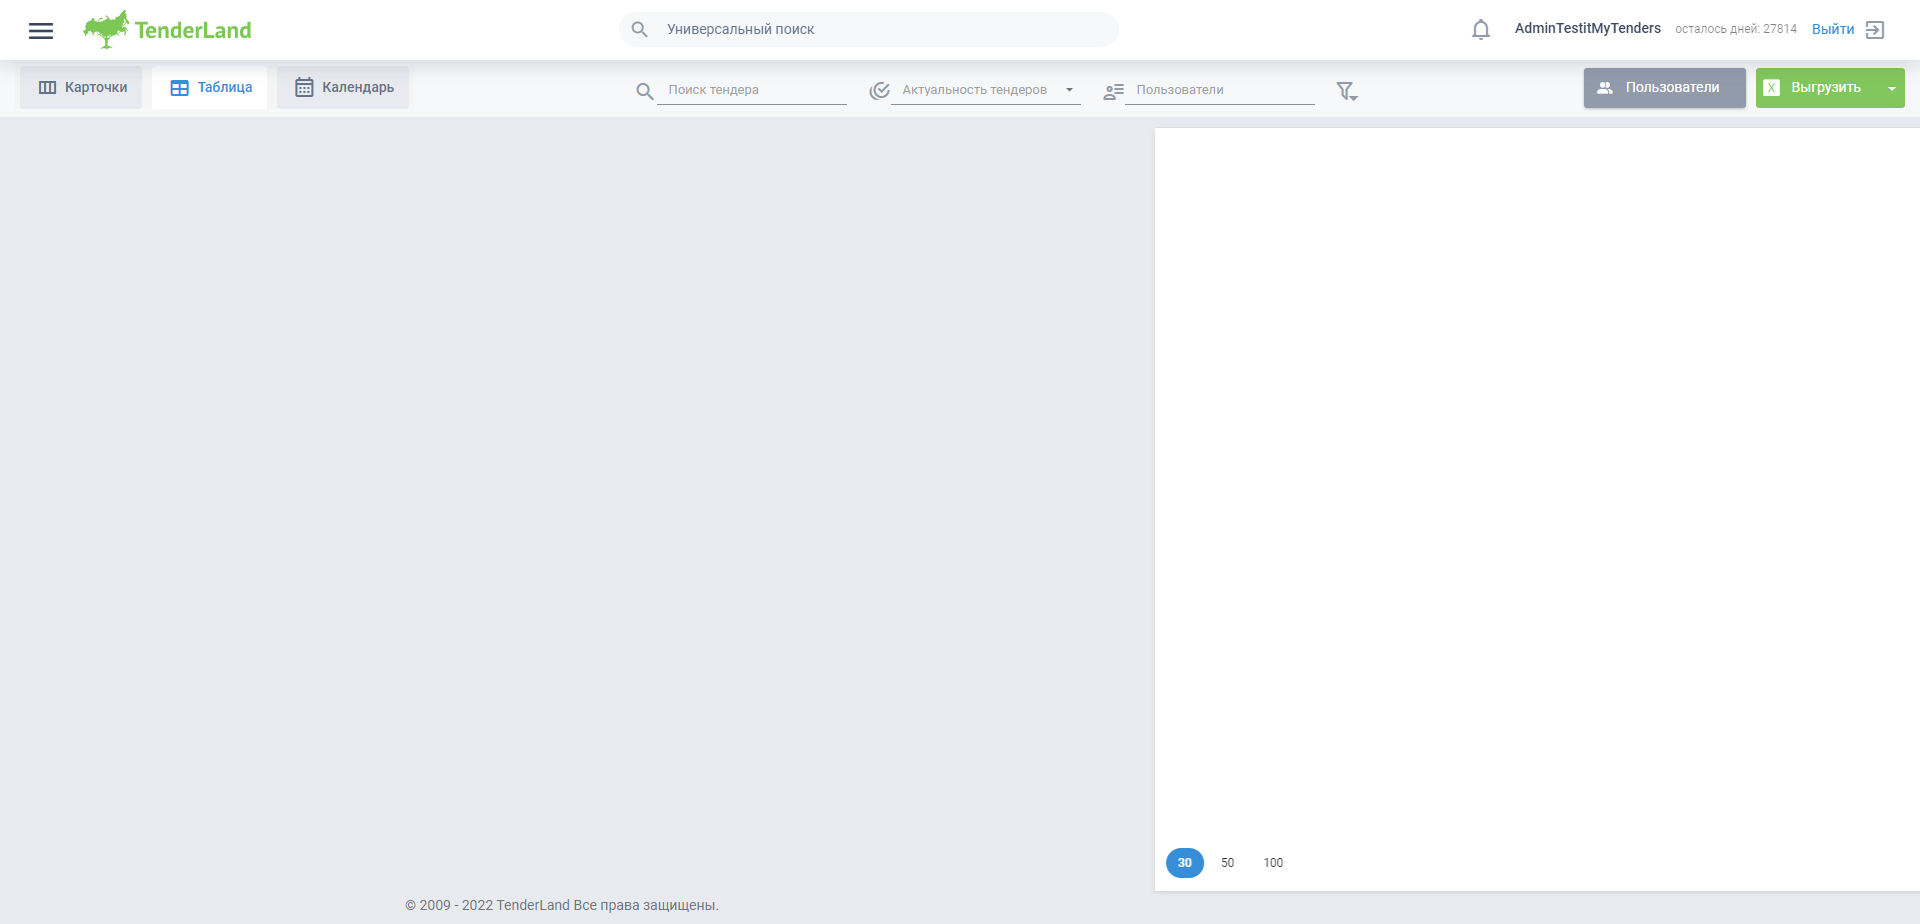 TenderLand
Универсальный поиск
AdminTestitMyTenders
осталось дней: 27814
Выйти
Карточки
Таблица
Календарь
Поиск тендера
Актуальность тендеров
Пользователи
Пользователи
X
Выгрузить
30
50
100
© 2009 - 2022 TenderLand Все права защищены.